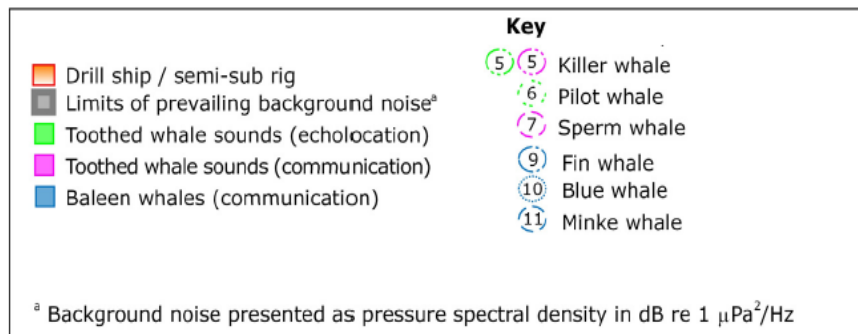 Key
Drill ship / semi-sub rig
Limits of prevailing background noiseª
Toothed whale sounds (echolocation)
Toothed whale sounds (communication)
Baleen whales (communication)
5 5 Killer whale
6 Pilot whale
7 Sperm whale
9 Fin whale
10 Blue whale
11 Minke whale
ª Background noise presented as pressure spectral density in dB re 1 µPa²/Hz